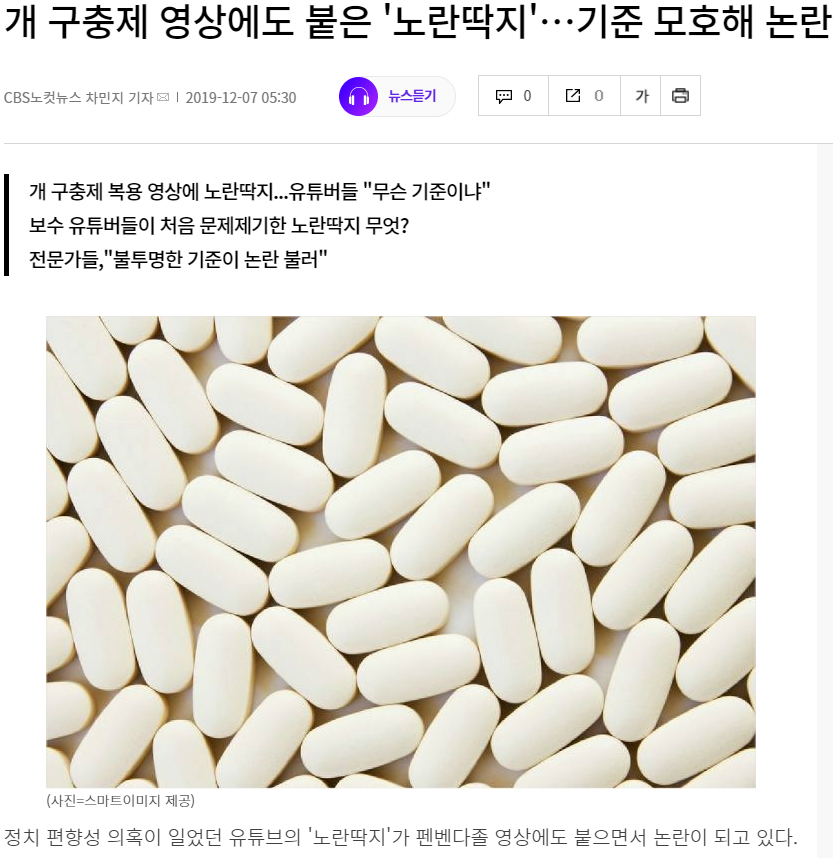 개 구충제 영상에도 붙은 '노란딱지'…기준 모호해 논란
CBS노컷뉴스 차민지 기자 2019-12-07 05:30
뉴스듣기
0
0
가
개 구충제 복용 영상에 노란딱지...유튜버들 "무슨 기준이냐"
보수 유튜버들이 처음 문제제기한 노란딱지 무엇?
전문가들,"불투명한 기준이 논란 불러"
(사진=스마트이미지 제공)
정치 편향성 의혹이 일었던 유튜브의 '노란딱지'가 펜벤다졸 영상에도 붙으면서 논란이 되고 있다.